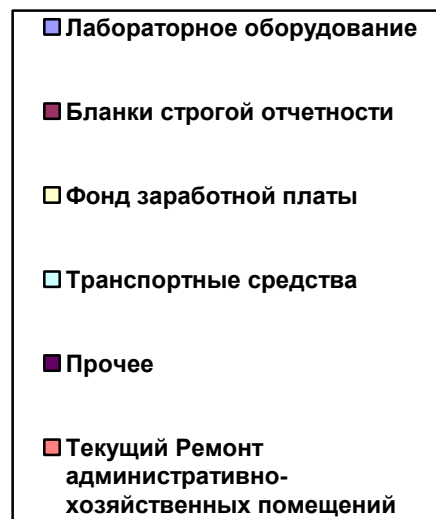 Лабораторное оборудование
Бланки строгой отчетности
Фонд заработной платы
Транспортные средства
Прочее
Текущий Ремонт
административно-
хозяйственных помещений